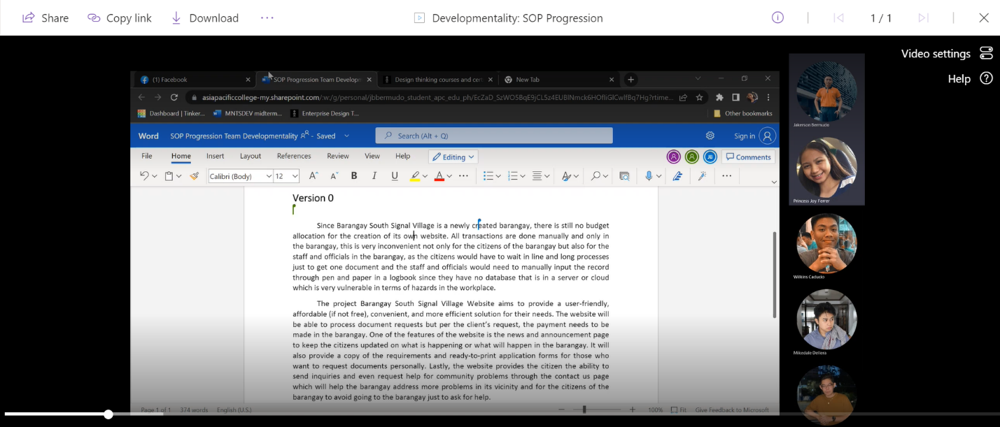 Share Copy link Download ... Developmentality: SOP Progression 1 / 1
Video settings
Help
(1) Facebook SOP Progression Team Developm Design thinking courses and cer New Tab
asiapacificcollege-my.sharepoint.com/:w:/g/personal/jbbermudo_student_apc_edu_ph/
Dashboard | Tinker... MNTSDEV midterm... Enterprise Design T... Other bookmarks
Word SOP Progression Team Developmentality - Saved Search (Alt + Q) Sign in
File Home Insert Layout References Review View Help Editing JB Comments
Calibri (Body) 12 A A B I U A
Version 0
Since Barangay South Signal Village is a newly created barangay, there is still no budget
allocation for the creation of its own website. All transactions are done manually and only in
the barangay, this is very inconvenient not only for the citizens of the barangay but also for the
staff and officials in the barangay, as the citizens would have to wait in line and long processes
just to get one document and the staff and officials would need to manually input the record
through pen and paper in a logbook since they have no database that is in a server or cloud
which is very vulnerable in terms of hazards in the workplace.
The project Barangay South Signal Village Website aims to provide a user-friendly,
affordable (if not free), convenient, and more efficient solution for their needs. The website will
be able to process document requests but per the client's request, the payment needs to be
made in the barangay. One of the features of the website is the news and announcement page
to keep the citizens updated on what is happening or what will happen in the barangay. It will
also provide a copy of the requirements and ready-to-print application forms for those who
want to request documents personally. Lastly, the website provides the citizen the ability to
send inquiries and even request help for community problems through the contact us page
which will help the barangay address more problems in its vicinity and for the citizens of the
barangay to avoid going to the barangay just to ask for help.
Page 1 of 1 374 words English (U.S.) 100% Fit Give Feedback to Microsoft
Jakerson Bermudo
Princess Joy Ferrer
Wilkins Caducio
Mikedale Dellera